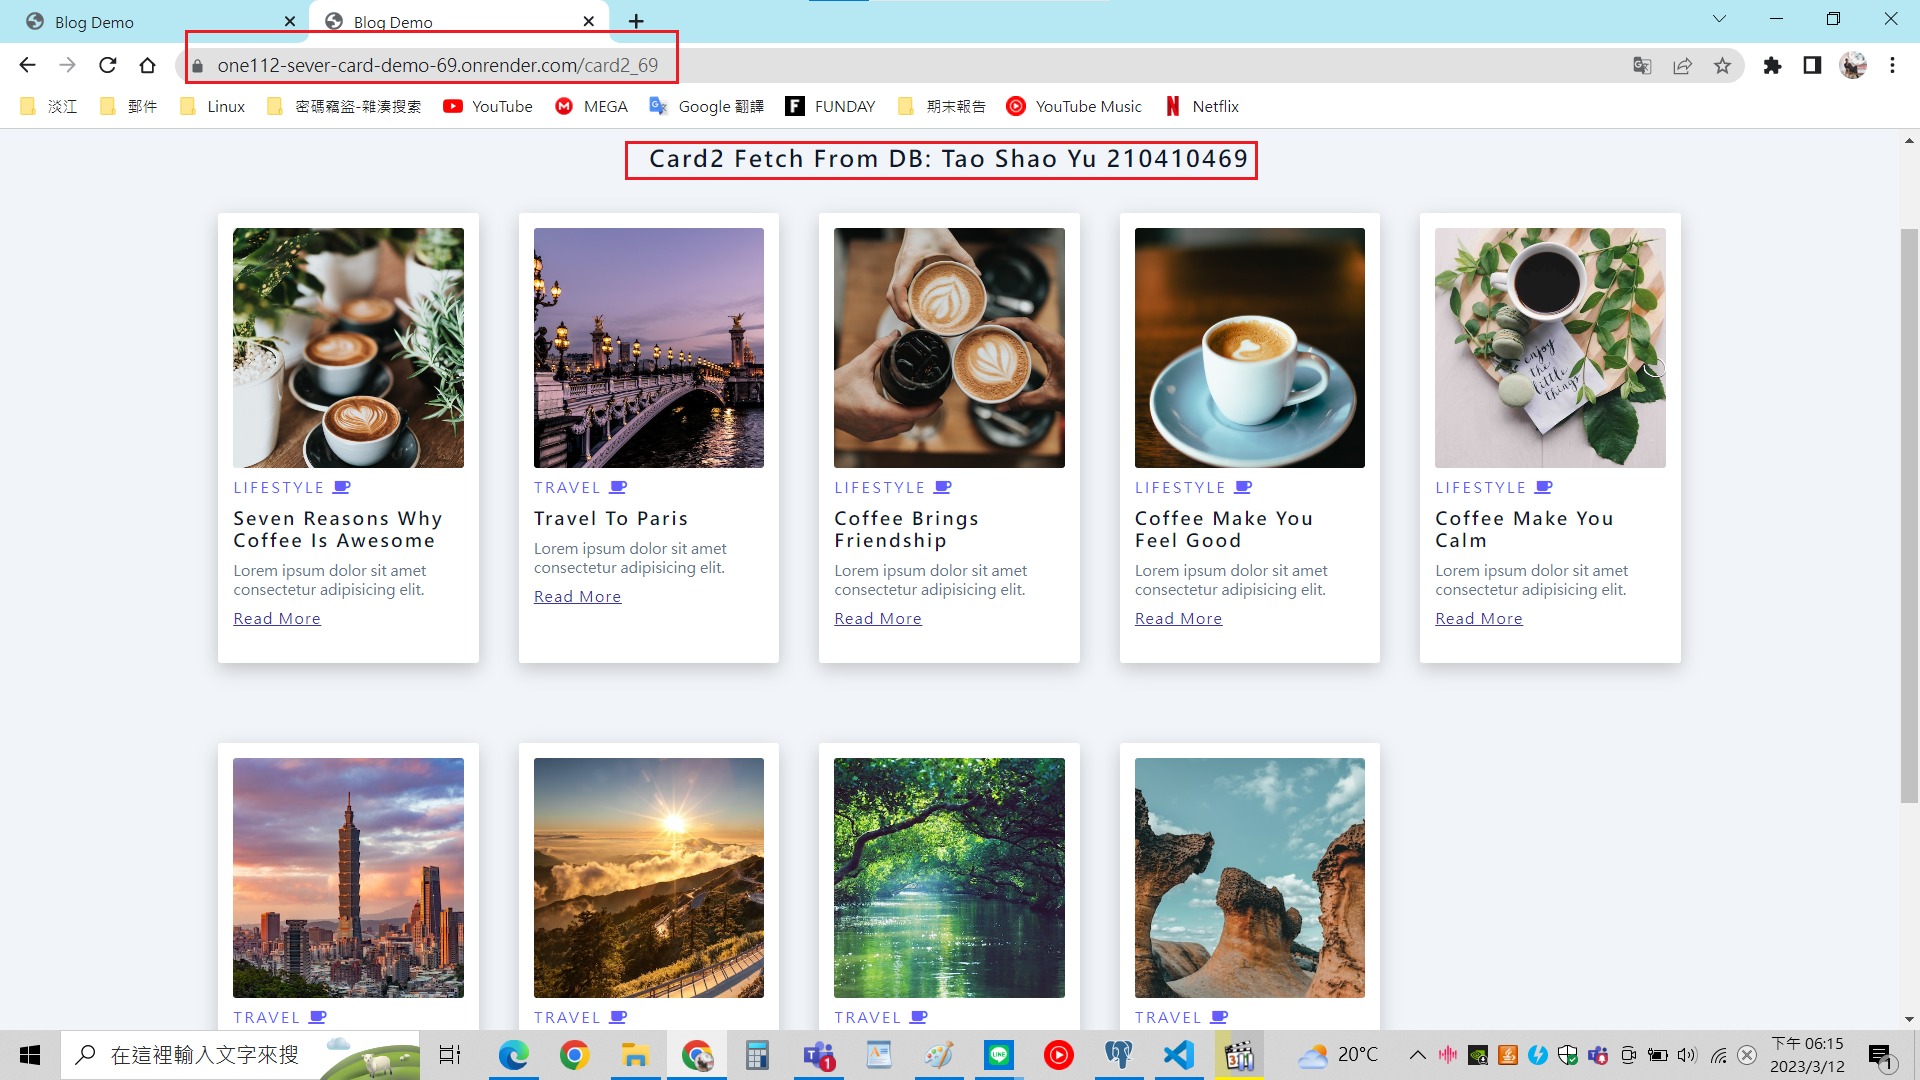 Blog Demo
Blog Demo
one112-sever-card-demo-69.onrender.com/card2_69
淡江
郵件
Linux
密碼竊盜-雜湊搜索
YouTube
MEGA
Google 翻譯
FUNDAY
期末報告
YouTube Music
Netflix
Card2 Fetch From DB: Tao Shao Yu 210410469
enjoy
the
little
things
LIFESTYLE
Seven Reasons Why
Coffee Is Awesome
Lorem ipsum dolor sit amet
consectetur adipisicing elit.
Read More
TRAVEL
Travel To Paris
Lorem ipsum dolor sit amet
consectetur adipisicing elit.
Read More
LIFESTYLE
Coffee Brings
Friendship
Lorem ipsum dolor sit amet
consectetur adipisicing elit.
Read More
LIFESTYLE
Coffee Make You
Feel Good
Lorem ipsum dolor sit amet
consectetur adipisicing elit.
Read More
LIFESTYLE
Coffee Make You
Calm
Lorem ipsum dolor sit amet
consectetur adipisicing elit.
Read More
TRAVEL
TRAVEL
TRAVEL
TRAVEL
在這裡輸入文字來搜
1
LINE
20°C
下午 06:15
2023/3/12
1